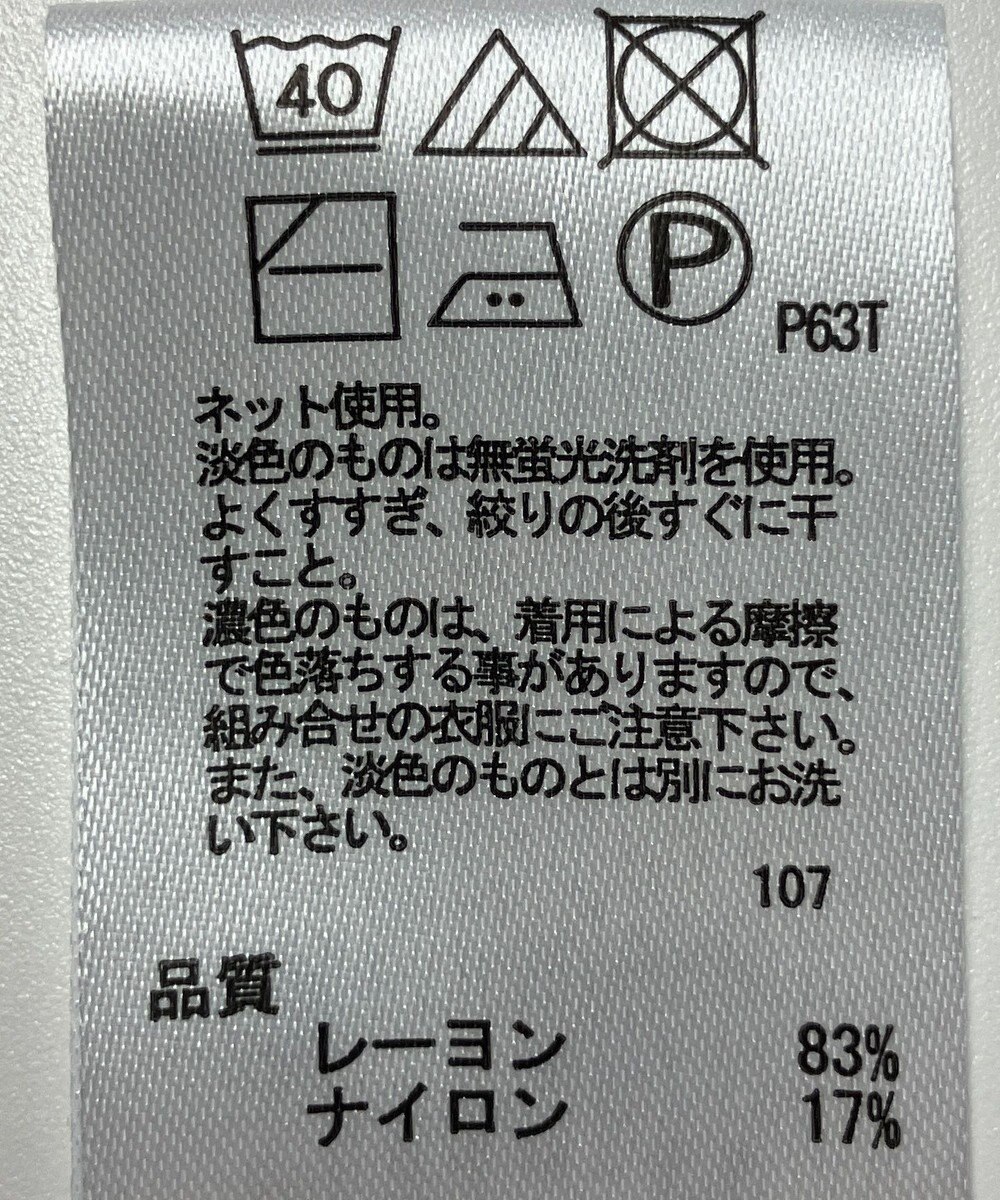 40
P
P63T
ネット使用。
淡色のものは無蛍光洗剤を使用。
よくすすぎ、絞りの後すぐに干
すこと。
濃色のものは、着用による摩擦
で色落ちする事がありますので、
組み合せの衣服にご注意下さい。
また、淡色のものとは別にお洗
い下さい。
107
品質
レーヨン 83%
ナイロン 17%